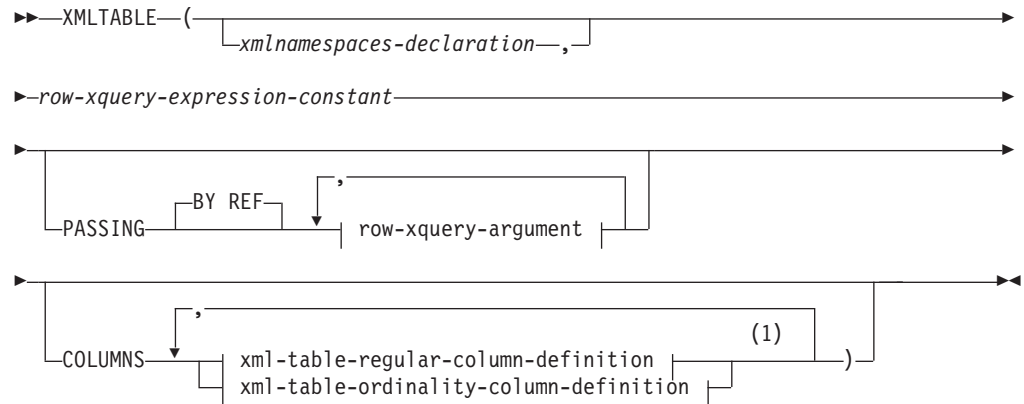 XMLTABLE (
xmlnamespaces-declaration ,
row-xquery-expression-constant
,
BY REF
PASSING row-xquery-argument
,
(1)
COLUMNS xml-table-regular-column-definition )
xml-table-ordinality-column-definition